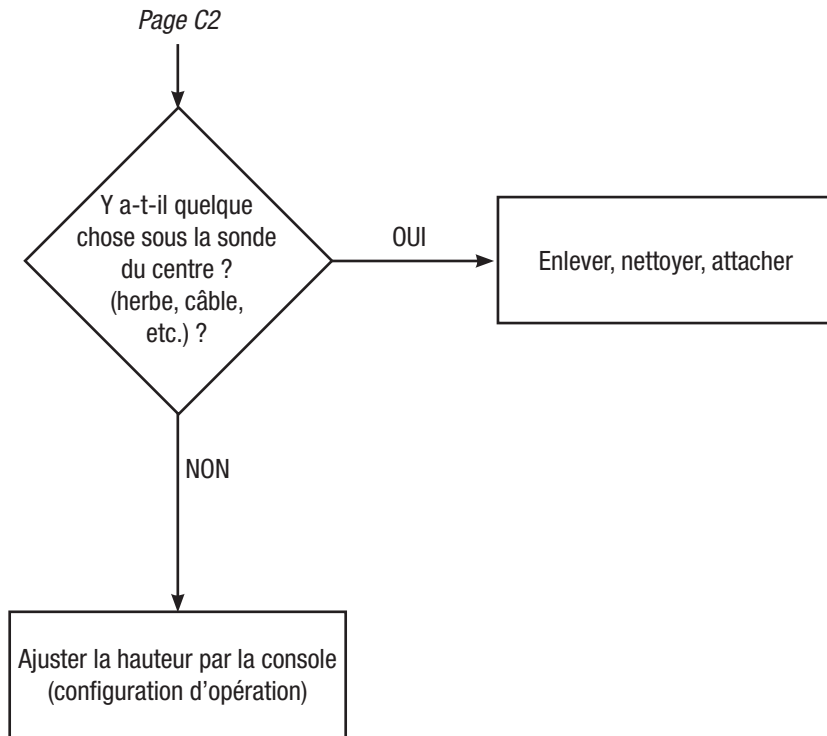 Page C2
Y a-t-il quelque
chose sous la sonde
du centre ?
(herbe, câble,
etc.) ?
OUI
Enlever, nettoyer, attacher
NON
Ajuster la hauteur par la console
(configuration d’opération)